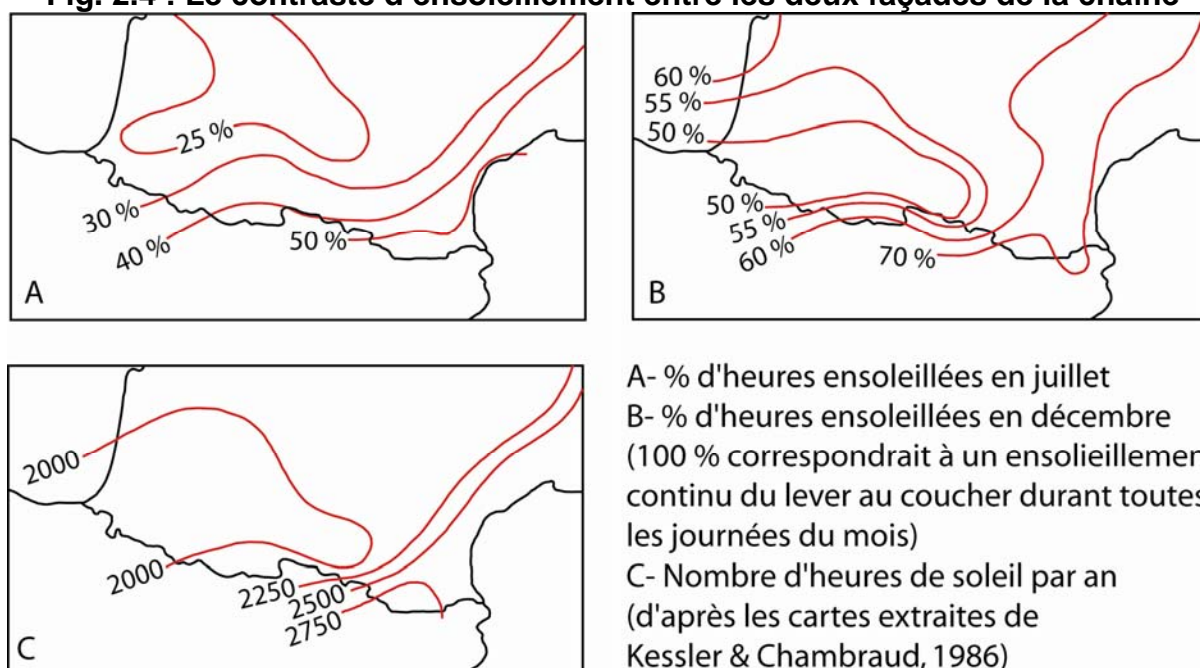 Fig. 2.4 : Le contraste d'ensoleillement entre les deux façades de la chaîne
25 %
30 %
40 %
50 %
A
60 %
55 %
50 %
50 %
55 %
60 %
70 %
B
2000
2000
2250
2500
2750
C
A- % d'heures ensoleillées en juillet
B- % d'heures ensoleillées en décembre
(100 % correspondrait à un ensolieillemen
continu du lever au coucher durant toutes
les journées du mois)
C- Nombre d'heures de soleil par an
(d'après les cartes extraites de
Kessler & Chambraud, 1986)